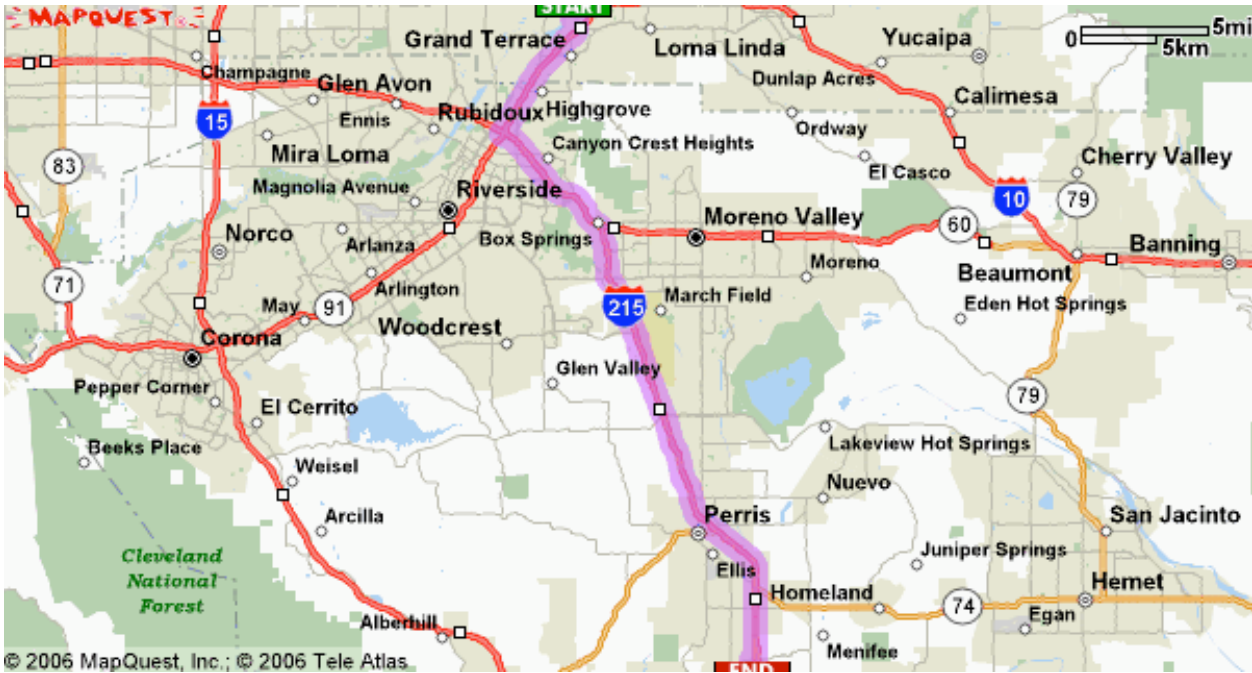 MAPQUEST
START
Grand Terrace
Loma Linda
Yucaipa
0
5mi
5km
Champagne
Glen Avon
Dunlap Acres
Calimesa
15
Ennis
Rubidoux
Highgrove
Ordway
83
Mira Loma
Canyon Crest Heights
El Casco
Cherry Valley
Magnolia Avenue
Riverside
10
79
Norco
Arlanza
Box Springs
Moreno Valley
60
Banning
71
Arlington
Moreno
Beaumont
May
91
215
March Field
Eden Hot Springs
Corona
Woodcrest
Pepper Corner
Glen Valley
79
El Cerrito
Beeks Place
Lakeview Hot Springs
Weisel
Nuevo
Arcilla
Perris
San Jacinto
Cleveland
National
Forest
Ellis
Juniper Springs
Homeland
74
Hemet
Alberhill
Egan
Menifee
© 2006 MapQuest, Inc.; © 2006 Tele Atlas
END